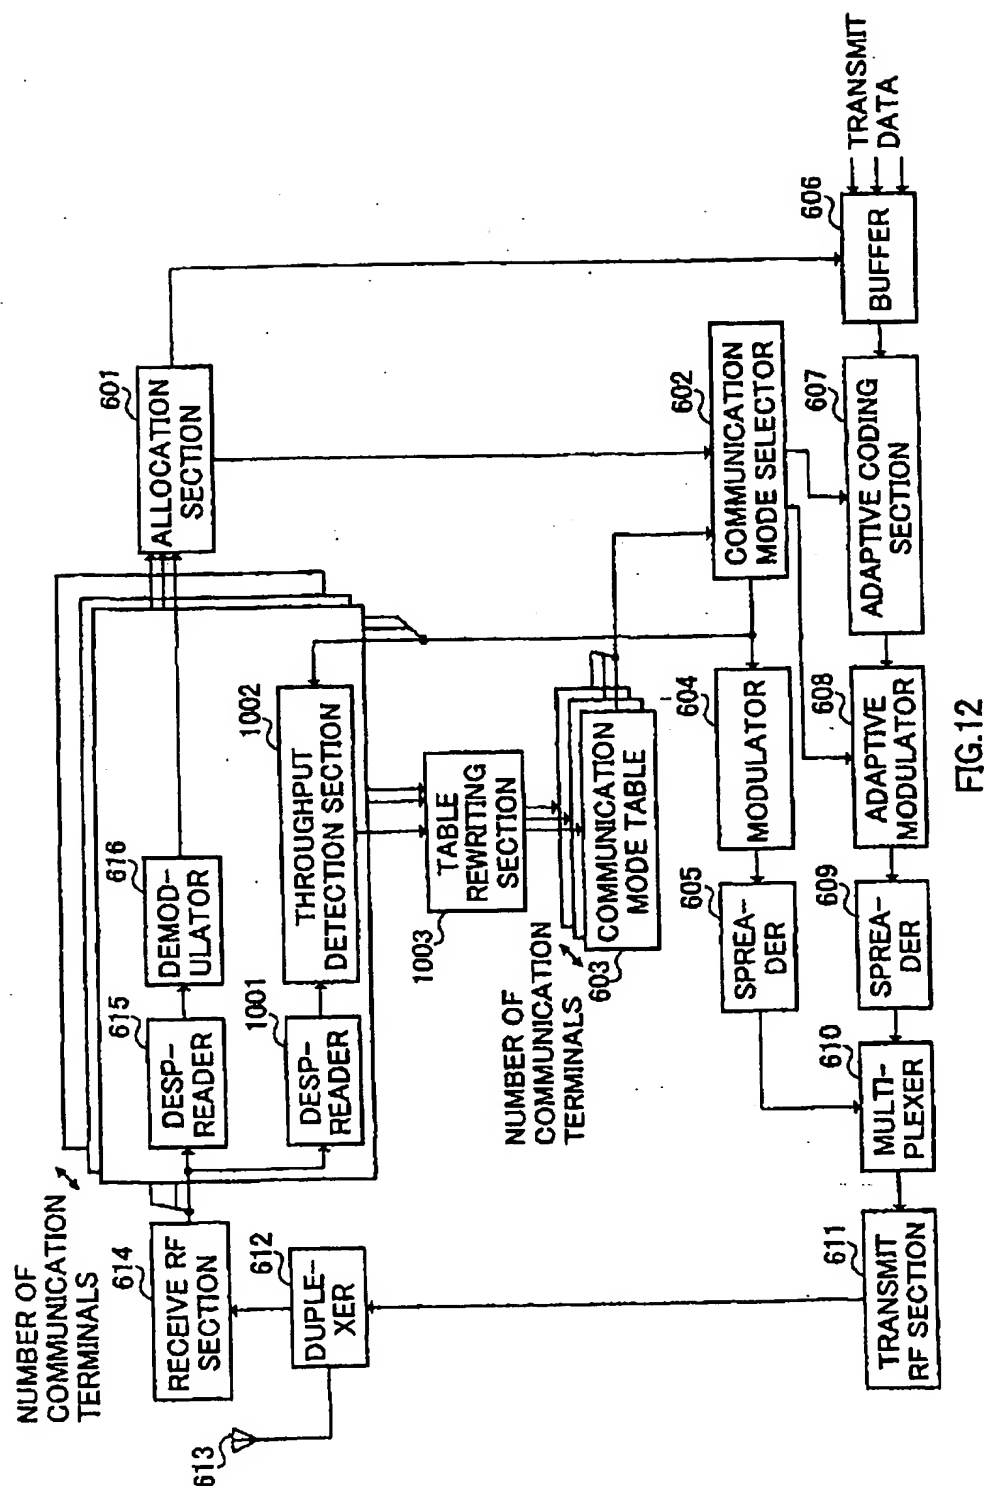 NUMBER OF
COMMUNICATION
TERMINALS
613
614
RECEIVE RF
SECTION
612
DUPLE-
XER
615
DESP-
READER
616
DEMOD-
ULATOR
1001
DESP-
READER
1002
THROUGHPUT
DETECTION SECTION
601
ALLOCATION
SECTION
1003
TABLE
REWRITING
SECTION
NUMBER OF
COMMUNICATION
TERMINALS
603
COMMUNICATION
MODE TABLE
602
COMMUNICATION
MODE SELECTOR
605
SPREA-
DER
604
MODULATOR
611
TRANSMIT
RF SECTION
610
MULTI-
PLEXER
609
SPREA-
DER
608
ADAPTIVE
MODULATOR
607
ADAPTIVE CODING
SECTION
606
BUFFER
TRANSMIT
DATA
FIG.12